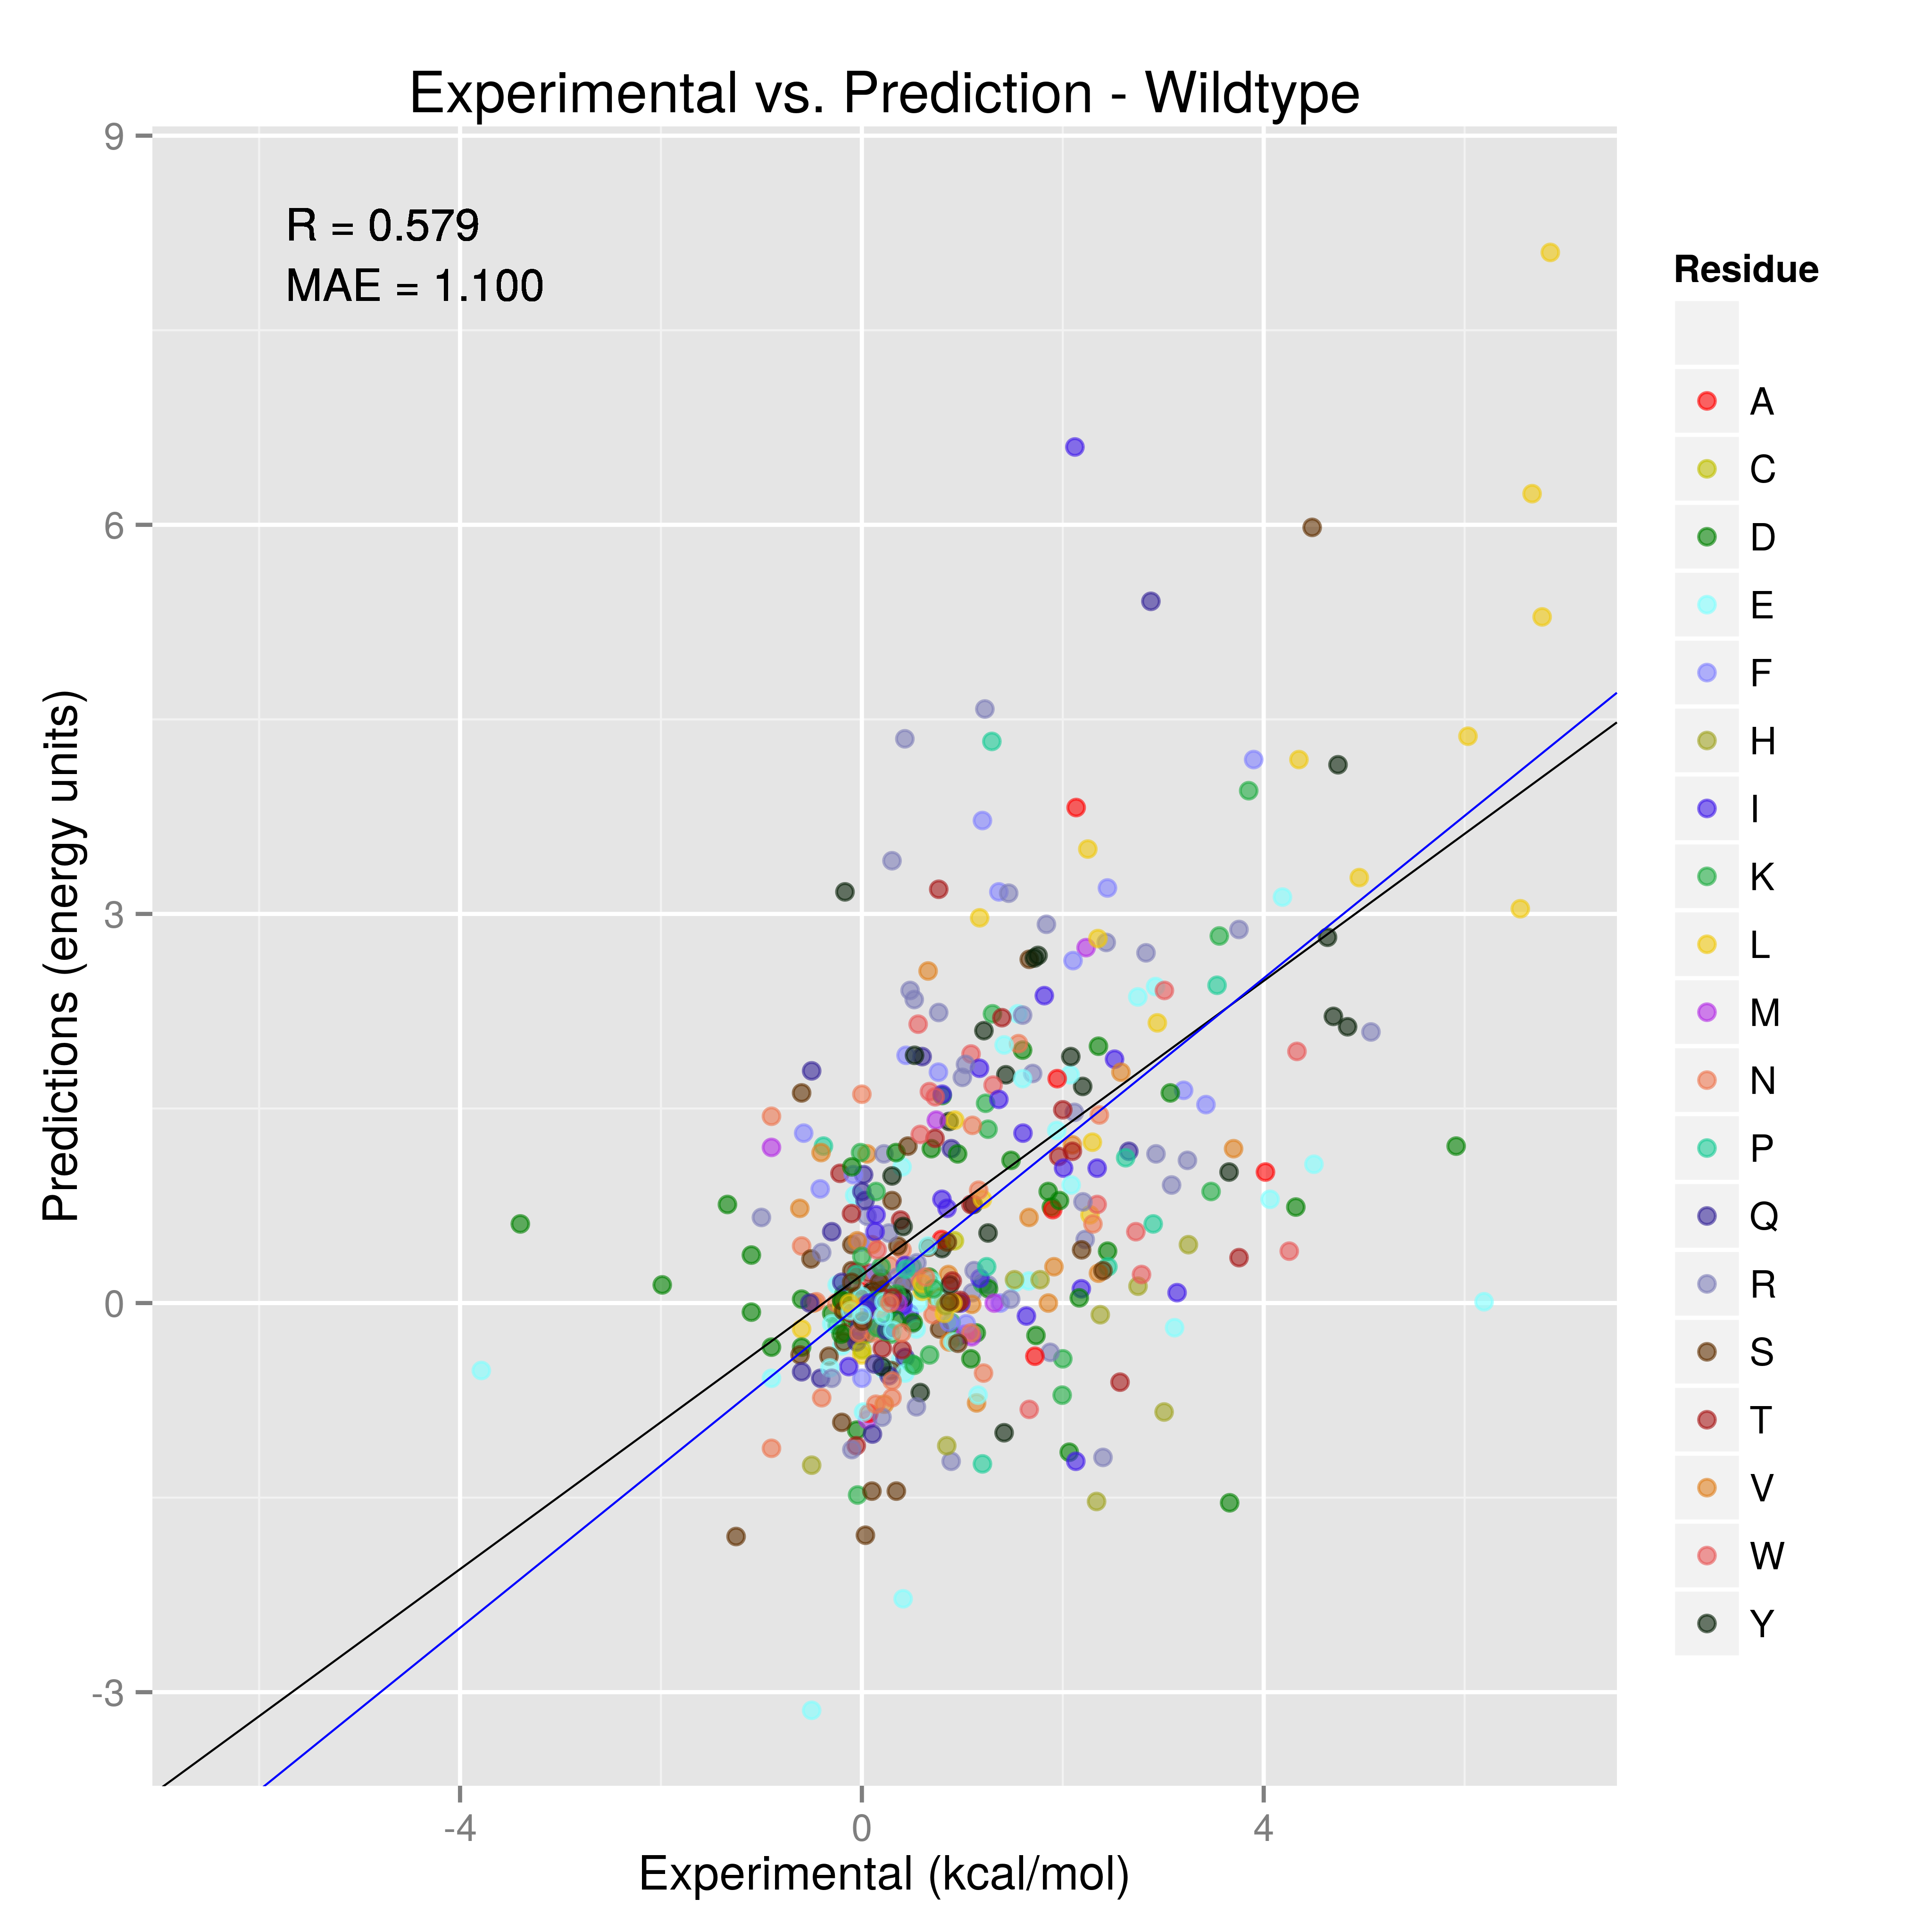 Experimental vs. Prediction - Wildtype
R = 0.579
MAE = 1.100
Predictions (energy units)
9
6
3
0
-3
-4
0
4
Experimental (kcal/mol)
Residue
A
C
D
E
F
H
I
K
L
M
N
P
Q
R
S
T
V
W
Y